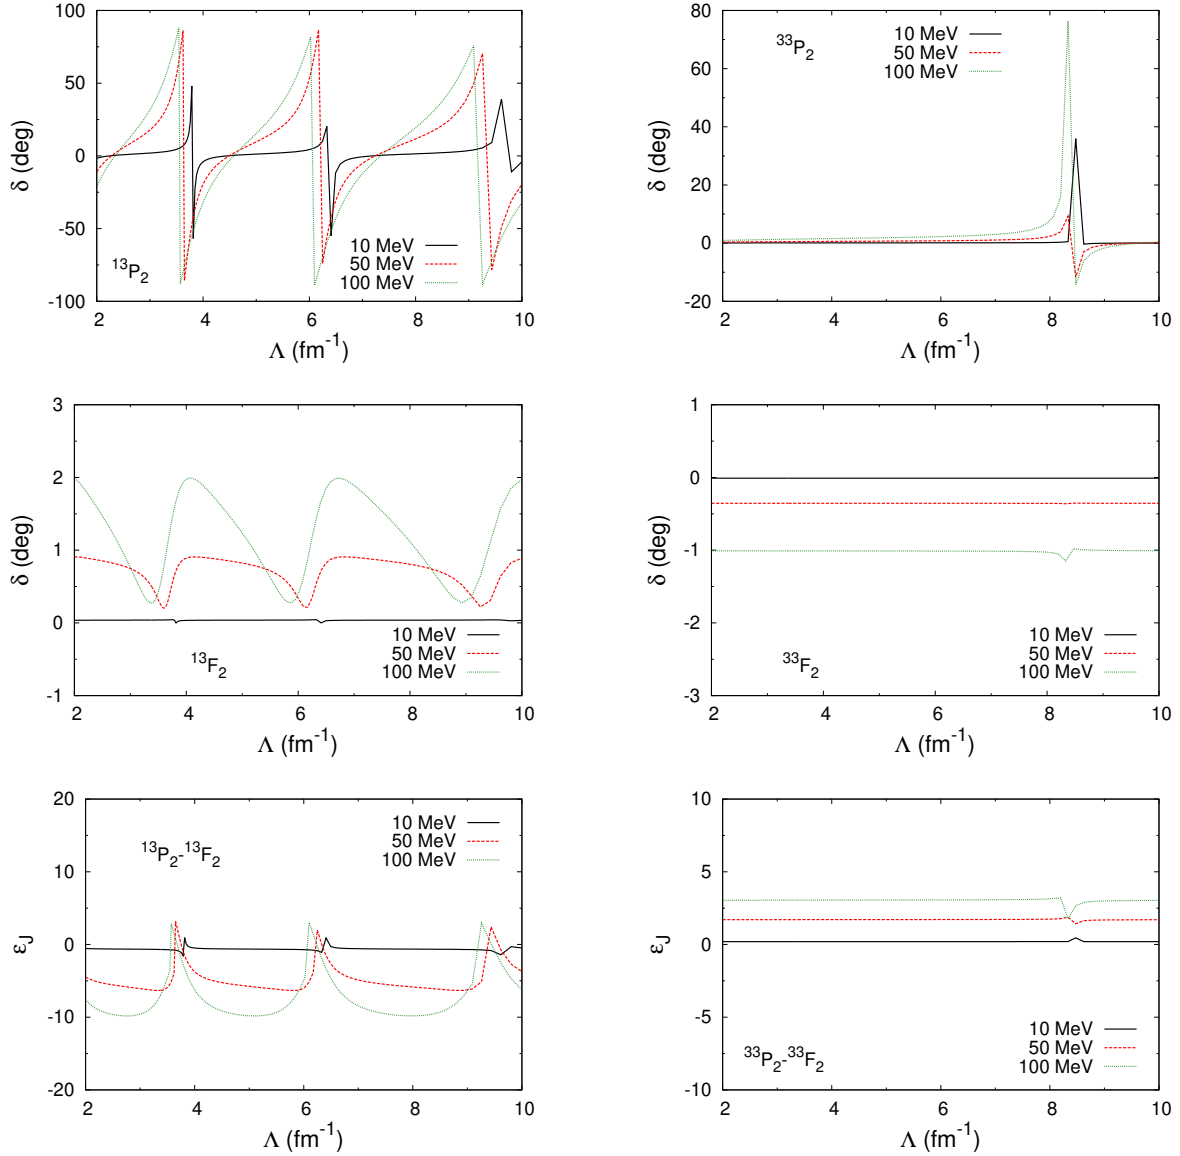 100
50
0
-50
-100
δ (deg)
10 MeV
50 MeV
100 MeV
¹³P₂
2 4 6 8 10
Λ (fm⁻¹)
80
60
40
20
0
-20
δ (deg)
³³P₂
10 MeV
50 MeV
100 MeV
2 4 6 8 10
Λ (fm⁻¹)
3
2
1
0
-1
δ (deg)
10 MeV
50 MeV
100 MeV
¹³F₂
2 4 6 8 10
Λ (fm⁻¹)
1
0
-1
-2
-3
δ (deg)
10 MeV
50 MeV
100 MeV
³³F₂
2 4 6 8 10
Λ (fm⁻¹)
20
10
0
-10
-20
ε_J
10 MeV
50 MeV
100 MeV
¹³P₂-¹³F₂
2 4 6 8 10
Λ (fm⁻¹)
10
5
0
-5
-10
ε_J
10 MeV
50 MeV
100 MeV
³³P₂-³³F₂
2 4 6 8 10
Λ (fm⁻¹)